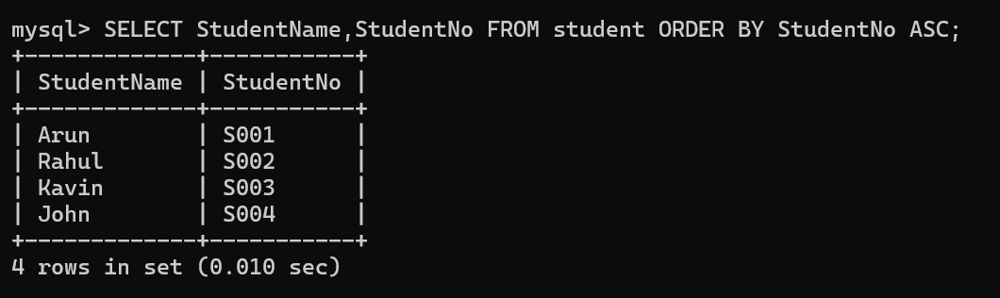 mysql> SELECT StudentName,StudentNo FROM student ORDER BY StudentNo ASC;
+-------------+-----------+
| StudentName | StudentNo |
+-------------+-----------+
| Arun        | S001      |
| Rahul       | S002      |
| Kavin       | S003      |
| John        | S004      |
+-------------+-----------+
4 rows in set (0.010 sec)